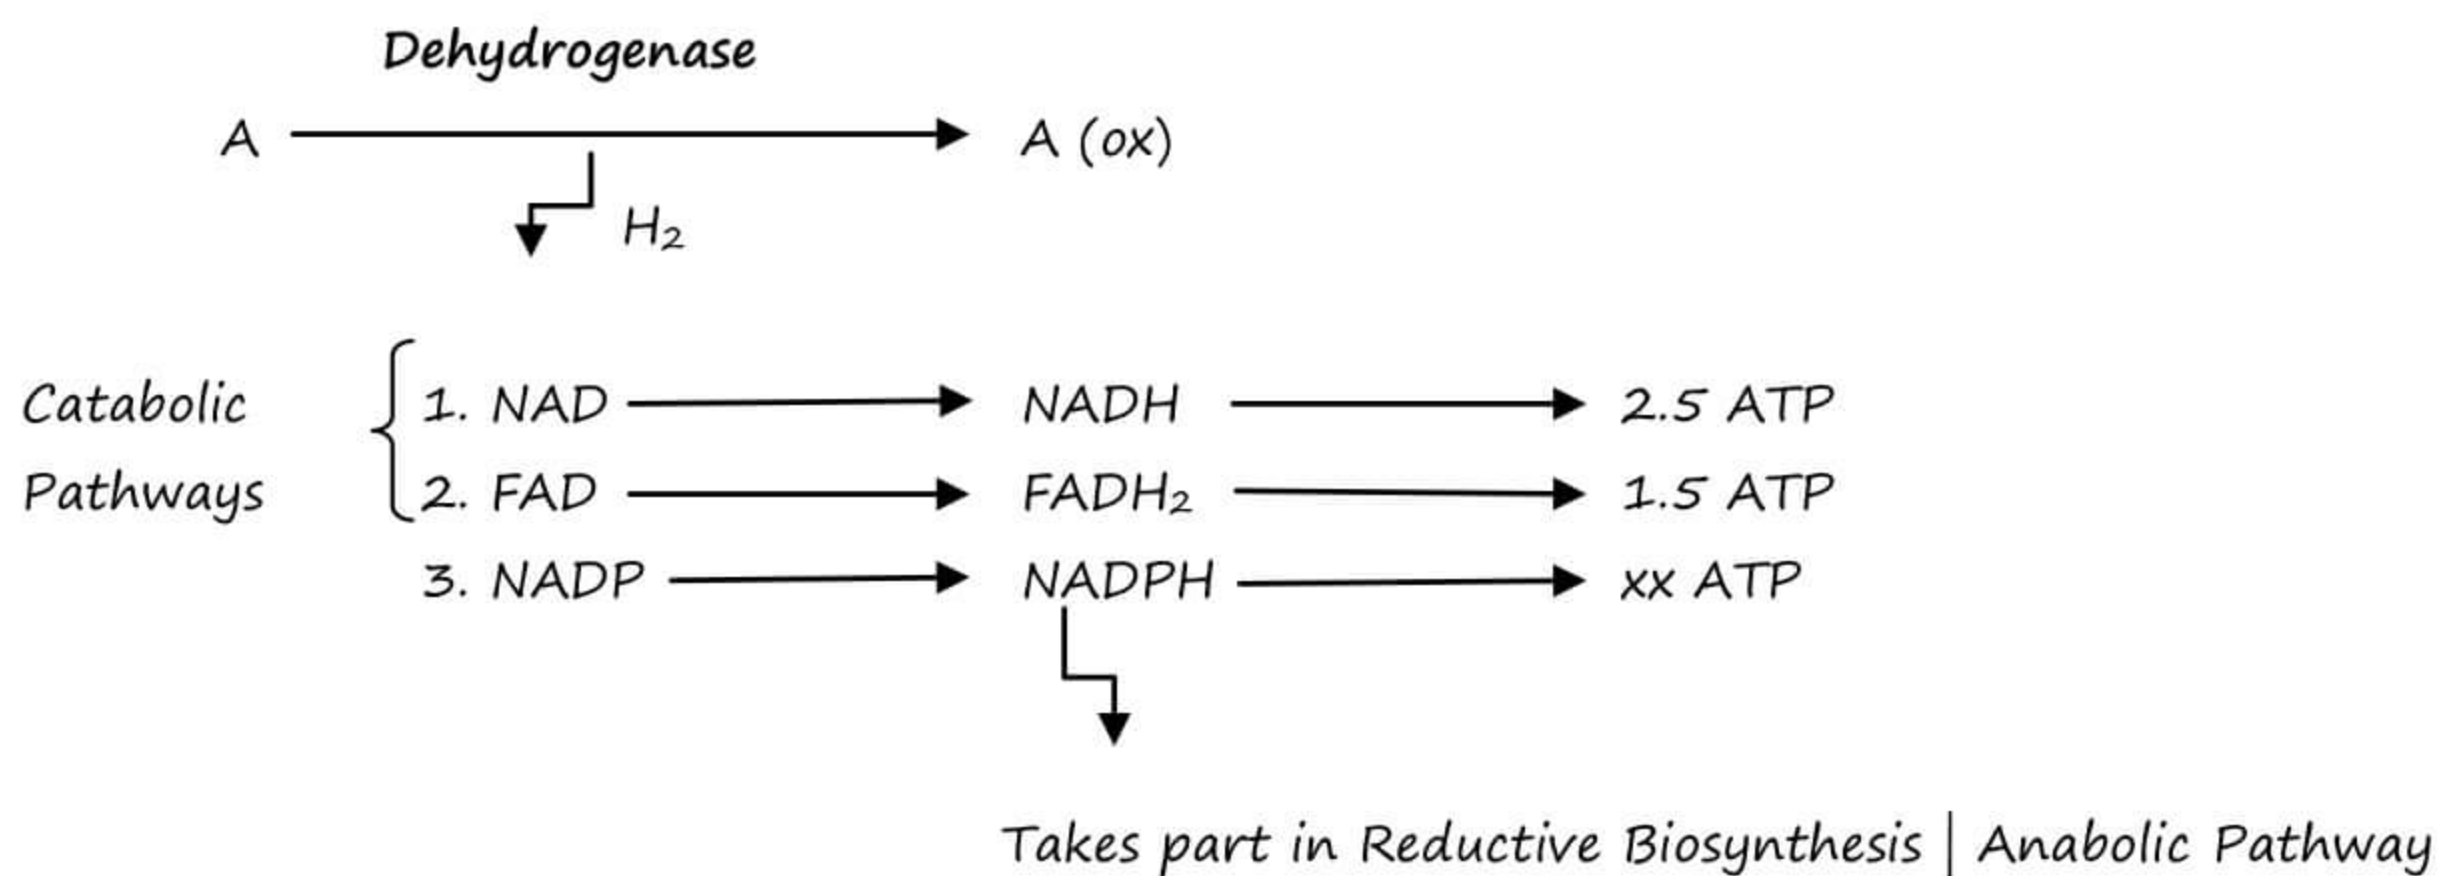 Dehydrogenase
A A (ox)
H₂
Catabolic 1. NAD NADH 2.5 ATP
Pathways 2. FAD FADH₂ 1.5 ATP
3. NADP NADPH xx ATP
Takes part in Reductive Biosynthesis | Anabolic Pathway